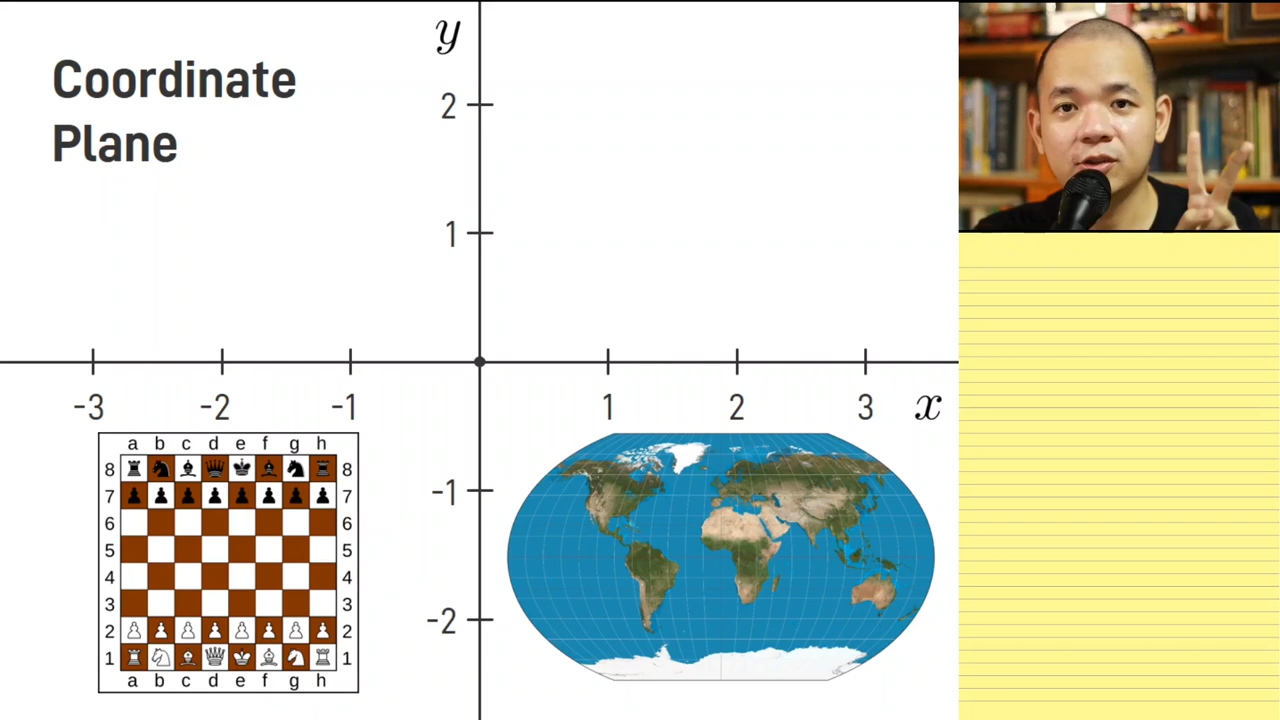 Coordinate
Plane
y
2
1
-3 -2 -1 1 2 3 x
-1
-2
a b c d e f g h
8 8
7 7
6 6
5 5
4 4
3 3
2 2
1 1
a b c d e f g h